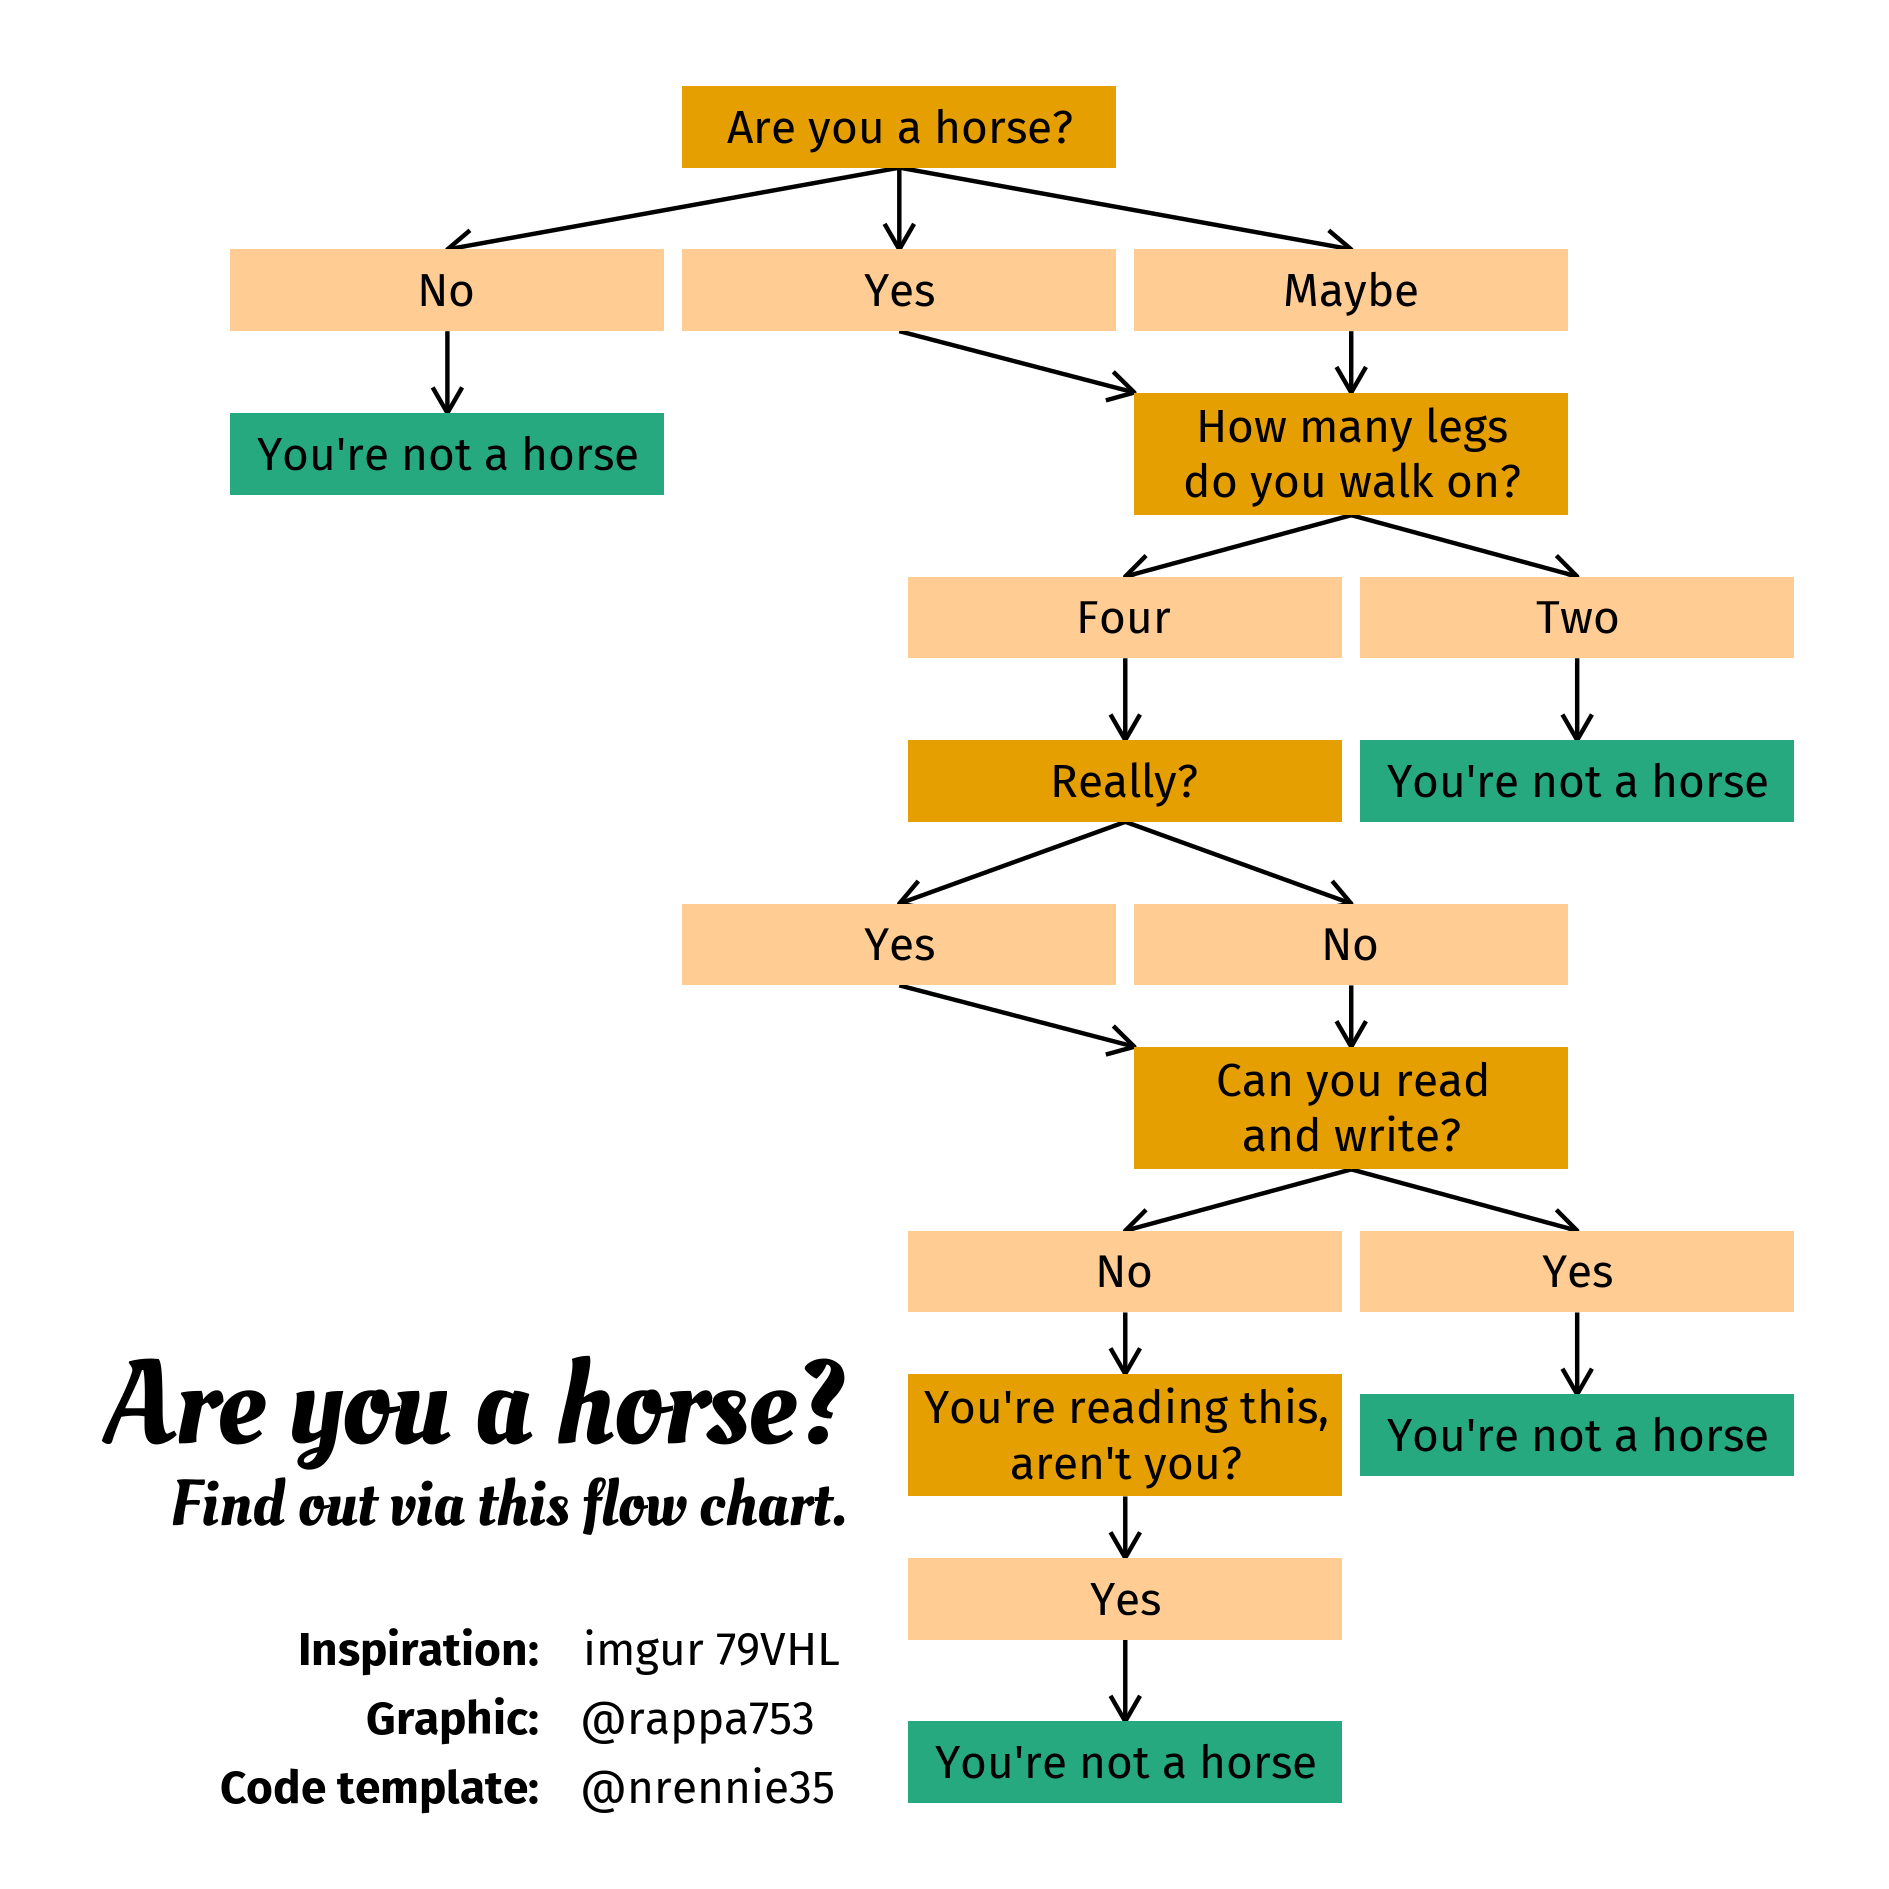 Are you a horse?
No
Yes
Maybe
You're not a horse
How many legs
do you walk on?
Four
Two
Really?
You're not a horse
Yes
No
Can you read
and write?
No
Yes
You're reading this,
aren't you?
You're not a horse
Yes
You're not a horse
Are you a horse?
Find out via this flow chart.
Inspiration: imgur 79VHL
Graphic: @rappa753
Code template: @nrennie35